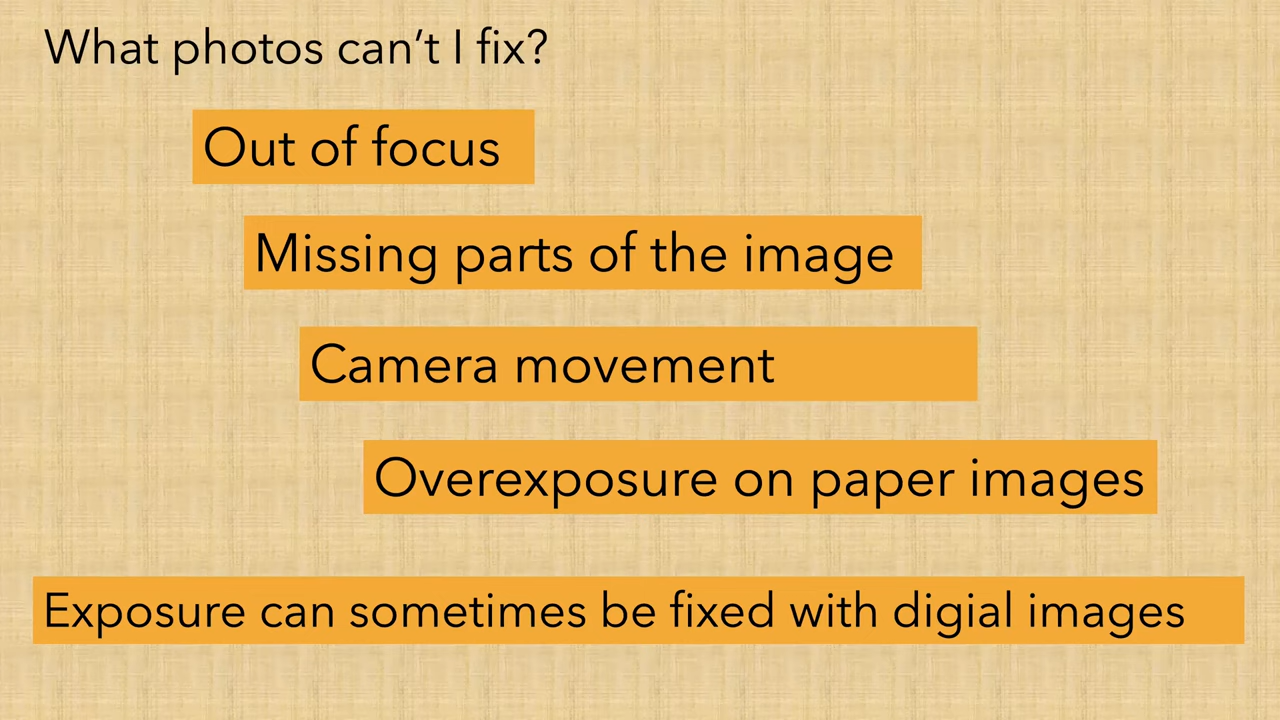 What photos can’t I fix?
Out of focus
Missing parts of the image
Camera movement
Overexposure on paper images
Exposure can sometimes be fixed with digial images